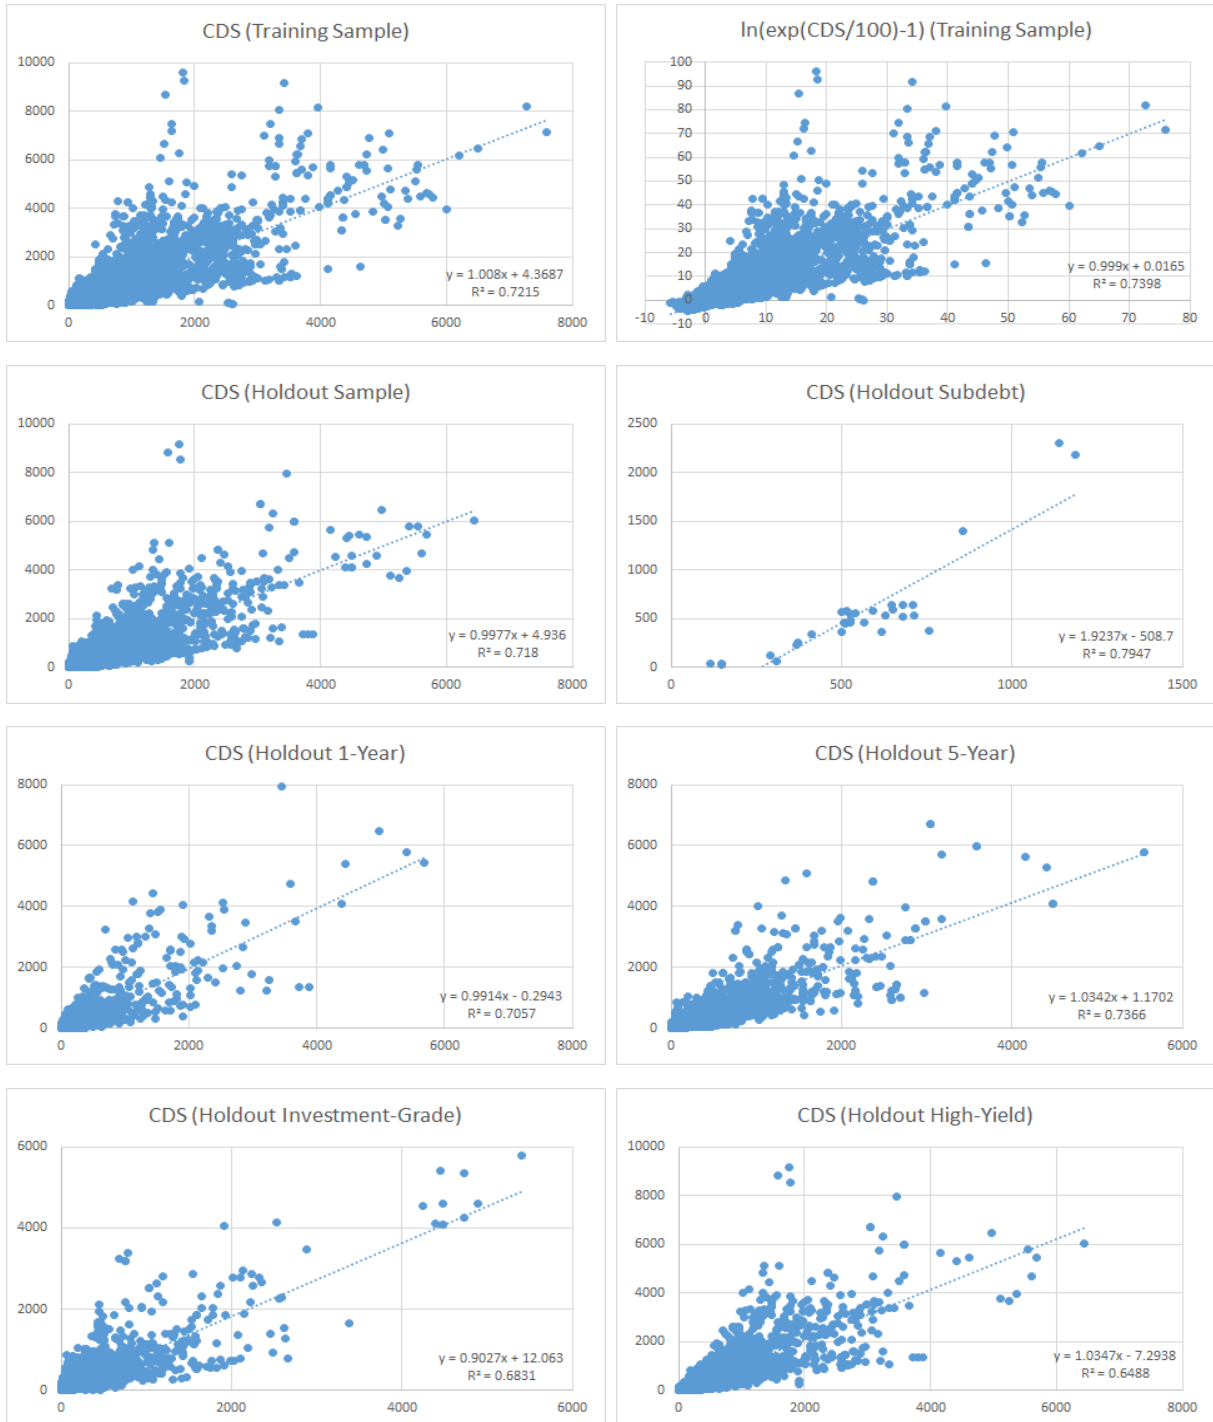 CDS (Training Sample)
10000
8000
6000
4000
2000
0
0 2000 4000 6000 8000
y = 1.008x + 4.3687
R² = 0.7215
ln(exp(CDS/100)-1) (Training Sample)
100
90
80
70
60
50
40
30
20
10
0
-10
-10 0 10 20 30 40 50 60 70 80
y = 0.999x + 0.0165
R² = 0.7398
CDS (Holdout Sample)
10000
8000
6000
4000
2000
0
0 2000 4000 6000 8000
y = 0.9977x + 4.936
R² = 0.718
CDS (Holdout Subdebt)
2500
2000
1500
1000
500
0
0 500 1000 1500
y = 1.9237x - 508.7
R² = 0.7947
CDS (Holdout 1-Year)
8000
6000
4000
2000
0
0 2000 4000 6000 8000
y = 0.9914x - 0.2943
R² = 0.7057
CDS (Holdout 5-Year)
8000
6000
4000
2000
0
0 2000 4000 6000
y = 1.0342x + 1.1702
R² = 0.7366
CDS (Holdout Investment-Grade)
6000
4000
2000
0
0 2000 4000 6000
y = 0.9027x + 12.063
R² = 0.6831
CDS (Holdout High-Yield)
10000
8000
6000
4000
2000
0
0 2000 4000 6000 8000
y = 1.0347x - 7.2938
R² = 0.6488